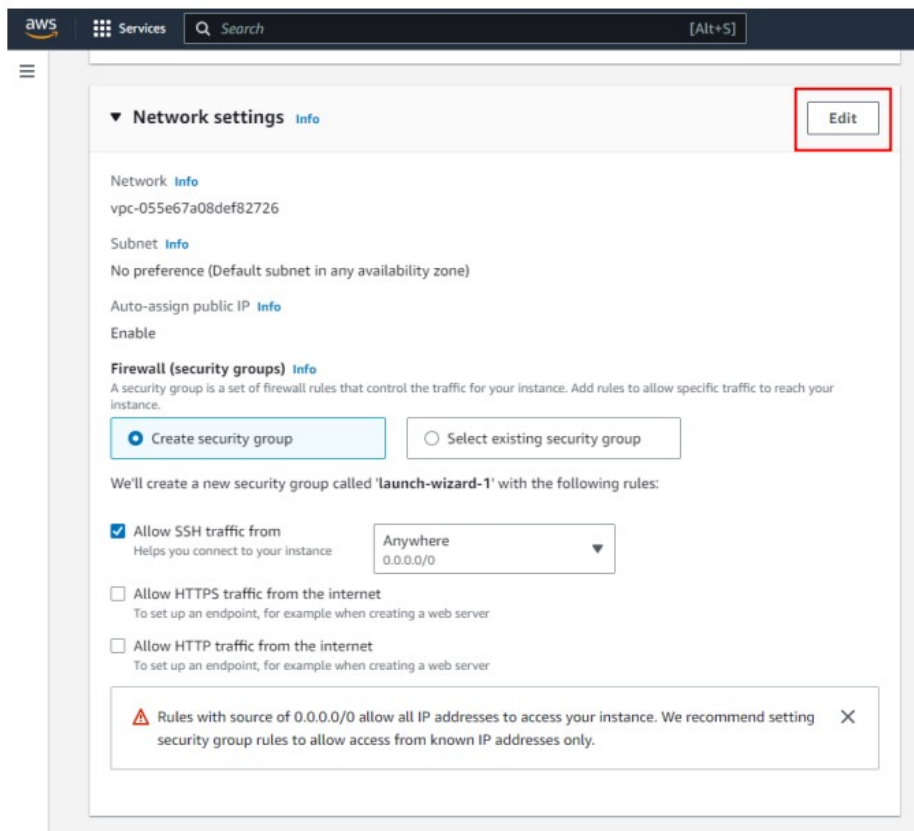 aws
Services
Search
[Alt+S]
Network settings Info
Edit
Network Info
vpc-055e67a08def82726
Subnet Info
No preference (Default subnet in any availability zone)
Auto-assign public IP Info
Enable
Firewall (security groups) Info
A security group is a set of firewall rules that control the traffic for your instance. Add rules to allow specific traffic to reach your
instance.
Create security group
Select existing security group
We'll create a new security group called 'launch-wizard-1' with the following rules:
Allow SSH traffic from
Helps you connect to your instance
Anywhere
0.0.0.0/0
Allow HTTPS traffic from the internet
To set up an endpoint, for example when creating a web server
Allow HTTP traffic from the internet
To set up an endpoint, for example when creating a web server
Rules with source of 0.0.0.0/0 allow all IP addresses to access your instance. We recommend setting
security group rules to allow access from known IP addresses only.